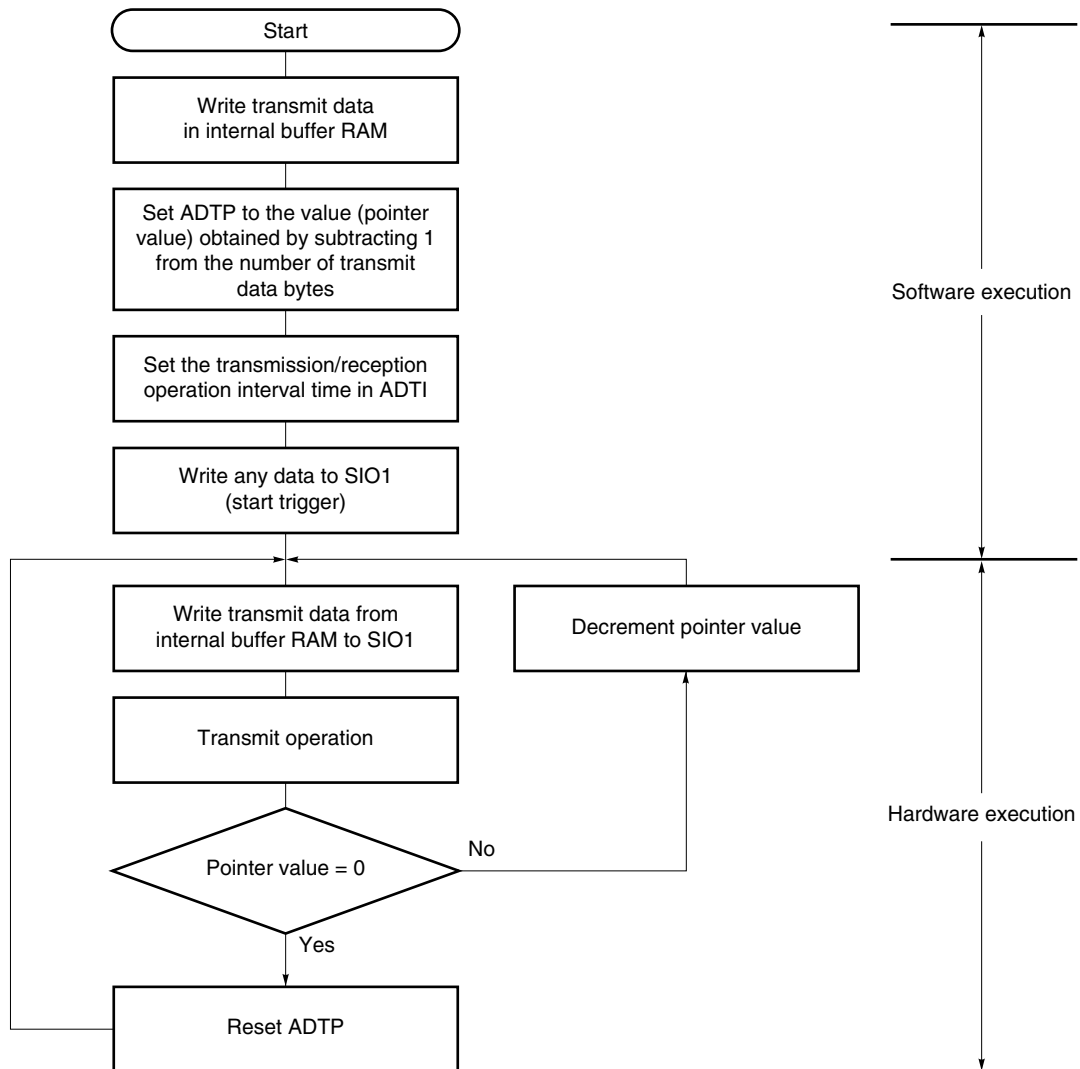 Start
Write transmit data
in internal buffer RAM
Set ADTP to the value (pointer
value) obtained by subtracting 1
from the number of transmit
data bytes
Software execution
Set the transmission/reception
operation interval time in ADTI
Write any data to SIO1
(start trigger)
Write transmit data from
internal buffer RAM to SIO1
Decrement pointer value
Transmit operation
Hardware execution
Pointer value = 0
No
Yes
Reset ADTP